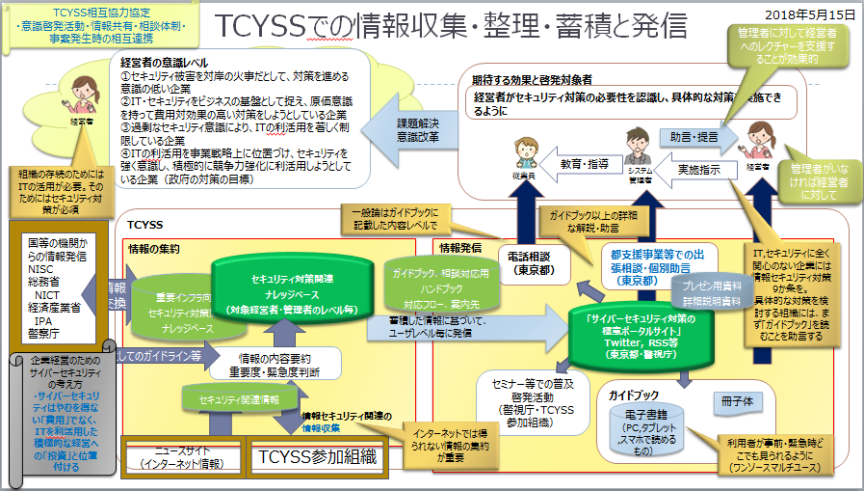 TCYSS相互協力協定
・意識啓発活動・情報共有・相談体制・
事案発生時の相互連携
TCYSSでの情報収集・整理・蓄積と発信
2018年5月15日
管理者に対して経営者
へのレクチャーを支援す
ることが効果的
経営者の意識レベル
①セキュリティ被害を対岸の火事だとして、対策を進める
意識の低い企業
②IT・セキュリティをビジネスの基盤として捉え、原価意識
を持って費用対効果の高い対策をしようとしている企業
③過剰なセキュリティ意識により、ITの利活用を著しく制
限している企業
④ITの利活用を事業戦略上に位置づけ、セキュリティを
強く意識し、積極的に競争力強化に利活用しようとして
いる企業（政府の対策の目標）
経営者
課題解決
意識改革
期待する効果と啓発対象者
経営者がセキュリティ対策の必要性を認識し、具体的な対策が実施でき
るように
従業員
教育・指導
システム
管理者
助言・提言
実施指示
経営者
管理者がいな
ければ経営者
に対して
組織の存続のためには
ITの活用が必要。その
ためにはセキュリティ対
策が必須
TCYSS
一般論はガイドブックに
記載した内容レベルで
ガイドブック以上の詳細
な解説・助言
国等の機関か
らの情報発信
NISC
総務省
NICT
経済産業省
IPA
警察庁
情報
交換
情報の集約
重要インフラ向
セキュリティ対策
ナレッジベース
セキュリティ対策関連
ナレッジベース
（対象経営者・管理者のレベル毎）
情報発信
ガイドブック、相談対応用
ハンドブック
対応フロー、案内先
蓄積した情報に基づいて、
ユーザレベル毎に発信
電話相談
（東京都）
都支援事業等での出
張相談・個別助言
（東京都）
プレゼン用資料
詳細説明資料
IT,セキュリティに全く
関心のない企業には
情報セキュリティ対策
9か条を。
具体的な対策を検
討する組織には、ま
ず「ガイドブック」を読
むことを助言する
「サイバーセキュリティ対策の
極意ポータルサイト」
Twitter, RSS等
（東京都・警視庁）
企業経営のための
サイバーセキュリティ
の考え方
・サイバーセキュリ
ティはやむを得な
い「費用」でなく、
ITを利活用した
積極的な経営へ
の「投資」と位置
付ける
としてのガイドライン等
情報の内容要約
重要度・緊急度判断
セキュリティ関連情報
情報セキュリティ関連の
情報収集
ニュースサイト
（インターネット情報）
TCYSS参加組織
インターネットでは得
られない情報の集約
が重要
セミナー等での普及
啓発活動
（警視庁・TCYSS
参加組織）
ガイドブック
電子書籍
（PC,タブレット
,スマホで読める
もの）
冊子体
利用者が事前・緊急時ど
こでも見られるように
（ワンソースマルチユース）